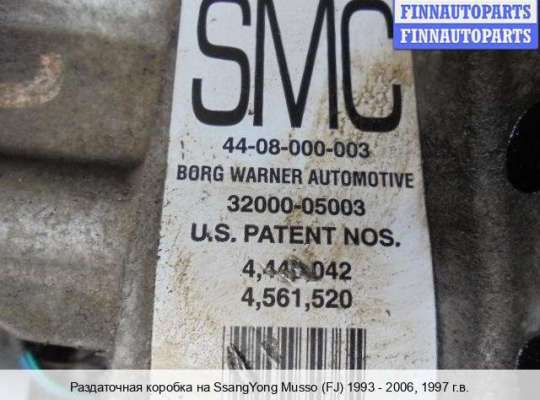 FINNAUTOPARTS
FINNAUTOPARTS
SMC
44-08-000-003
BORG WARNER AUTOMOTIVE
32000-05003
U.S. PATENT NOS.
042
4,561,520
Раздаточная коробка на SsangYong Musso (FJ) 1993 - 2006, 1997 г.в.